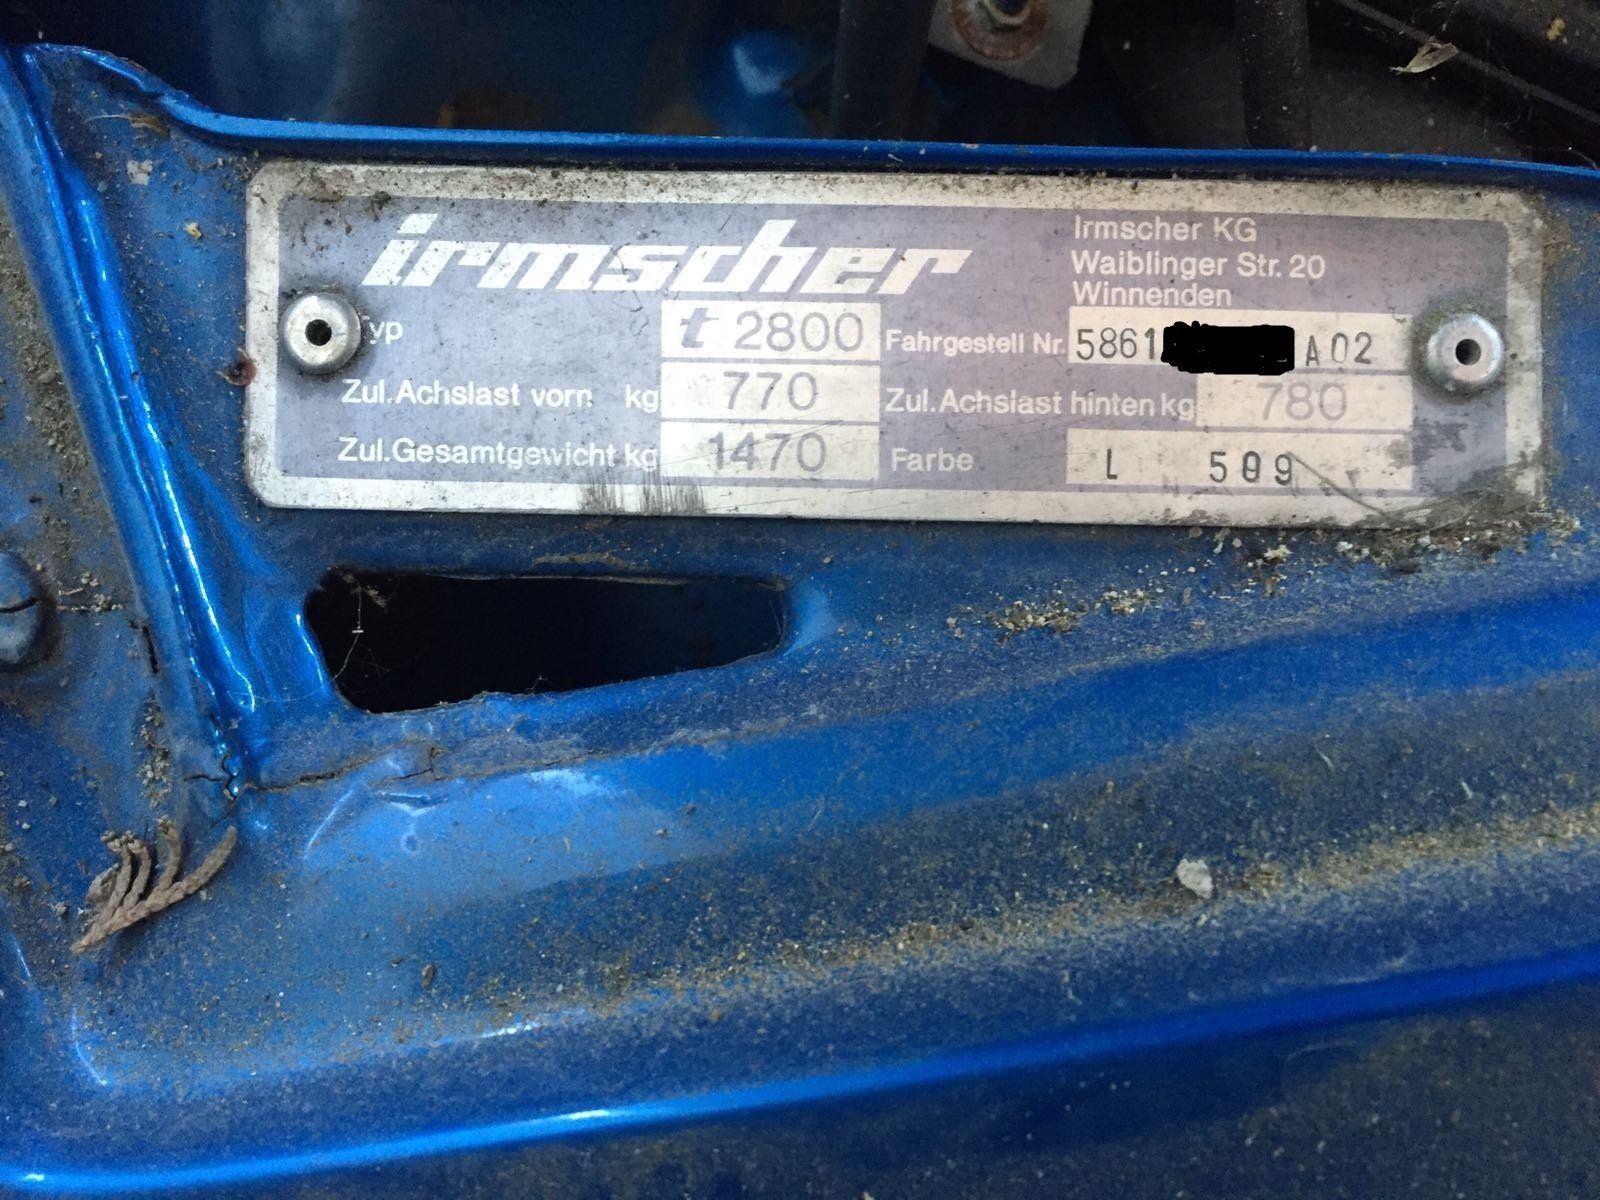 irmscher
Irmscher KG
Waiblinger Str. 20
Winnenden
Typ t 2800 Fahrgestell Nr. 5861 A02
Zul. Achslast vorn kg 770 Zul. Achslast hinten kg 780
Zul. Gesamtgewicht kg 1470 Farbe L 509